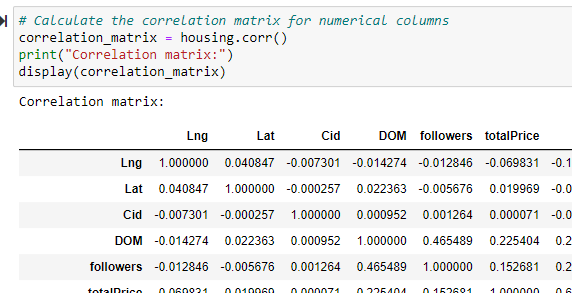 # Calculate the correlation matrix for numerical columns
correlation_matrix = housing.corr()
print("Correlation matrix:")
display(correlation_matrix)
Correlation matrix:
Lng Lat Cid DOM followers totalPrice
Lng 1.000000 0.040847 -0.007301 -0.014274 -0.012846 -0.069831 -0.1
Lat 0.040847 1.000000 -0.000257 0.022363 -0.005676 0.019969 -0.0
Cid -0.007301 -0.000257 1.000000 0.000952 0.001264 0.000071 -0.0
DOM -0.014274 0.022363 0.000952 1.000000 0.465489 0.225404 0.2
followers -0.012846 -0.005676 0.001264 0.465489 1.000000 0.152681 0.2
totalPrice -0.069831 0.019969 0.000071 0.225404 0.152681 1.000000 0.6